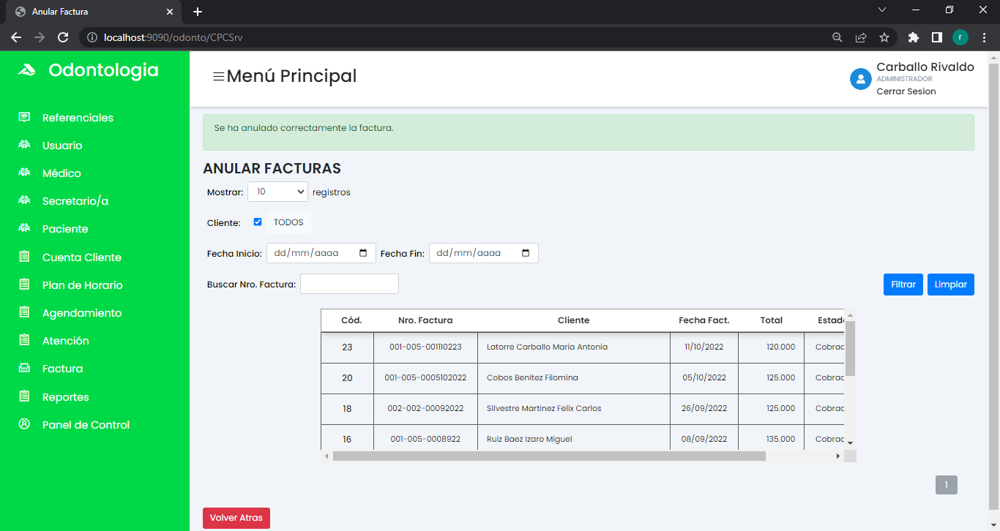 Anular Factura
localhost:9090/odonto/CPCSrv
r
Odontologia
Menú Principal
Carballo Rivaldo
ADMINISTRADOR
Cerrar Sesion
Referenciales
Usuario
Médico
Secretario/a
Paciente
Cuenta Cliente
Plan de Horario
Agendamiento
Atención
Factura
Reportes
Panel de Control
Se ha anulado correctamente la factura.
ANULAR FACTURAS
Mostrar: 10 registros
Cliente: TODOS
Fecha Inicio: dd/mm/aaaa Fecha Fin: dd/mm/aaaa
Buscar Nro. Factura: Filtrar Limpiar
Cód. Nro. Factura Cliente Fecha Fact. Total Estad
23 001-005-001110223 Latorre Carballo Maria Antonia 11/10/2022 120.000 Cobrac
20 001-005-0005102022 Cobos Benitez Filomina 05/10/2022 125.000 Cobrac
18 002-002-00092022 Silvestre Martinez Felix Carlos 26/09/2022 125.000 Cobrac
16 001-005-0008922 Ruiz Baez Izaro Miguel 08/09/2022 135.000 Cobrac
1
Volver Atras